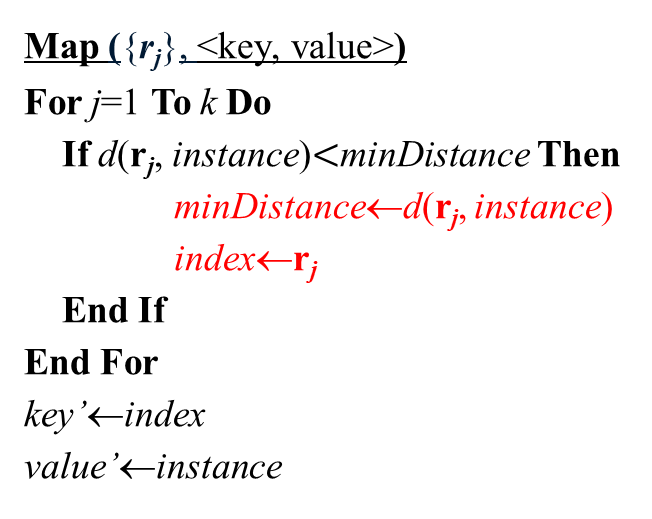 Map ({rj}, <key, value>)
For j=1 To k Do
If d(rj, instance)<minDistance Then
minDistance←d(rj, instance)
index←rj
End If
End For
key’←index
value’←instance